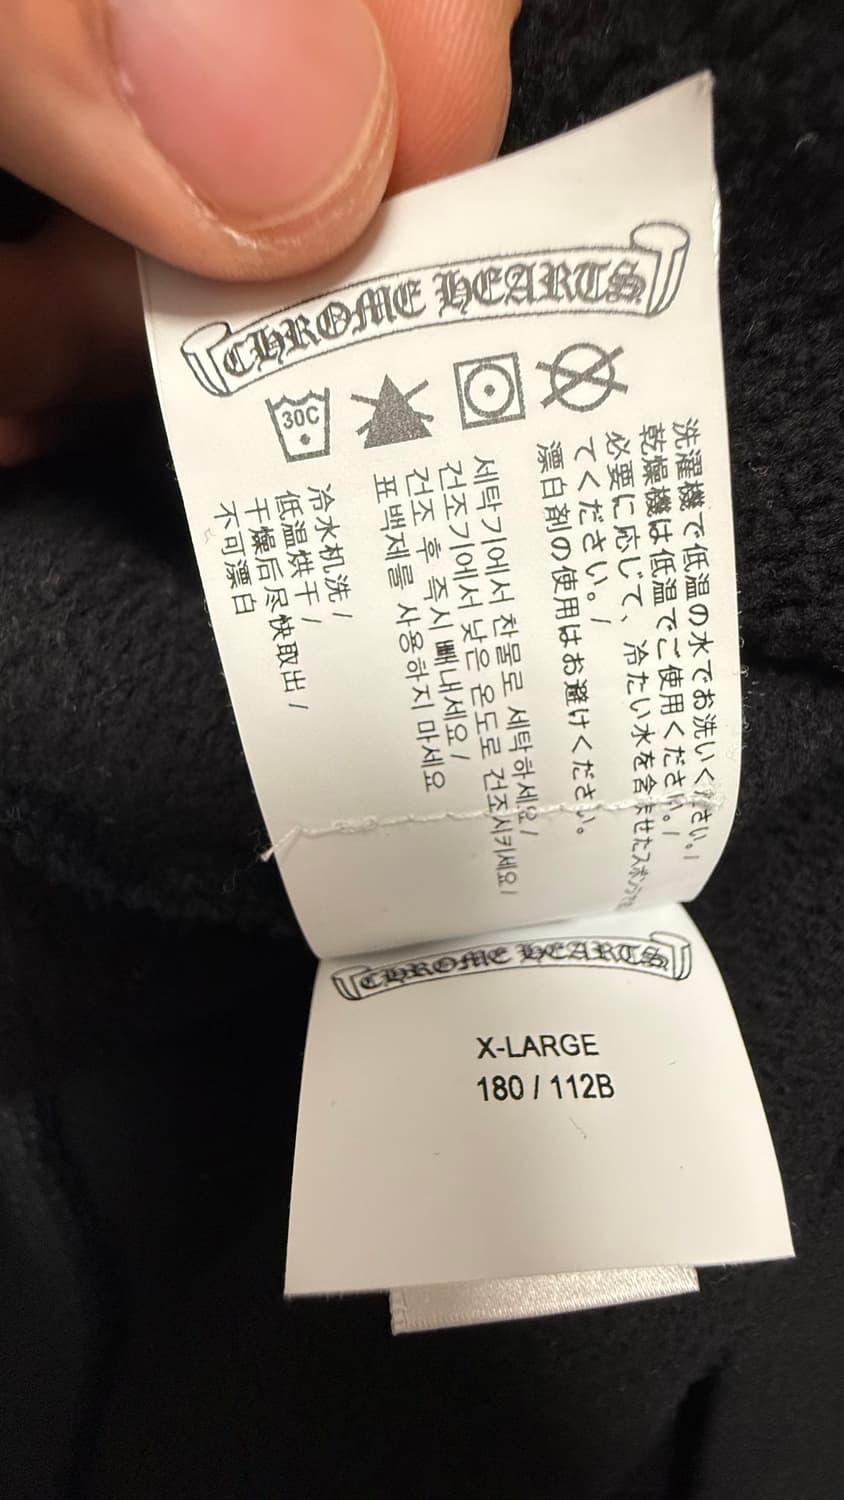 CHROME HEARTS
30C
洗濯機で低温の水でお洗いください。/
乾燥機は低温でご使用ください。/
必要に応じて、冷たい水を含ませたスポンジで
てください。/
漂白剤の使用はお避けください。
세탁기에서 찬물로 세탁하세요/
건조기에서 낮은 온도로 건조시키세요/
건조 후 즉시 빼내세요/
표백제를 사용하지 마세요
冷水机洗/
低温烘干/
干燥后尽快取出/
不可漂白
CHROME HEARTS
X-LARGE
180 / 112B